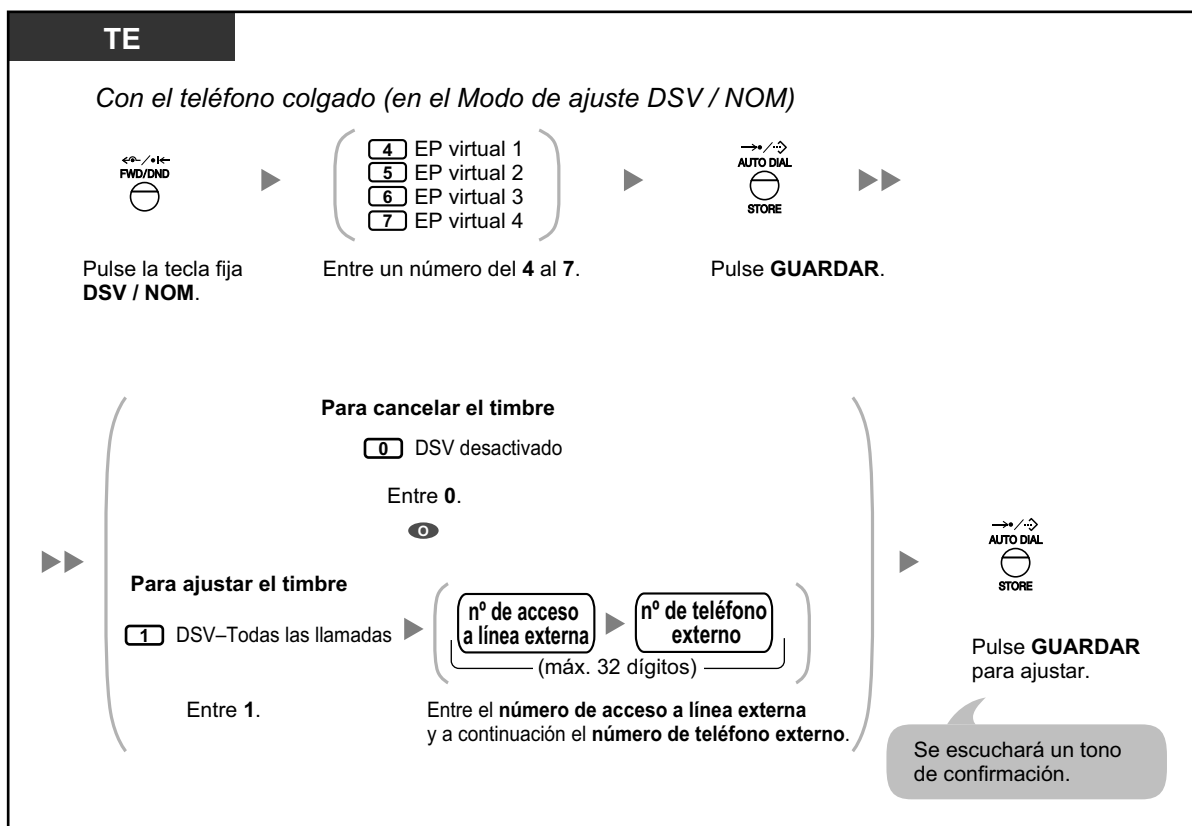 TE
Con el teléfono colgado (en el Modo de ajuste DSV / NOM)
FWD/DND
4 EP virtual 1
5 EP virtual 2
6 EP virtual 3
7 EP virtual 4
AUTO DIAL
STORE
Pulse la tecla fija
DSV / NOM.
Entre un número del 4 al 7.
Pulse GUARDAR.
Para cancelar el timbre
0 DSV desactivado
Entre 0.
O
Para ajustar el timbre
1 DSV–Todas las llamadas
nº de acceso
a línea externa
nº de teléfono
externo
(máx. 32 dígitos)
Entre 1.
Entre el número de acceso a línea externa
y a continuación el número de teléfono externo.
AUTO DIAL
STORE
Pulse GUARDAR
para ajustar.
Se escuchará un tono
de confirmación.